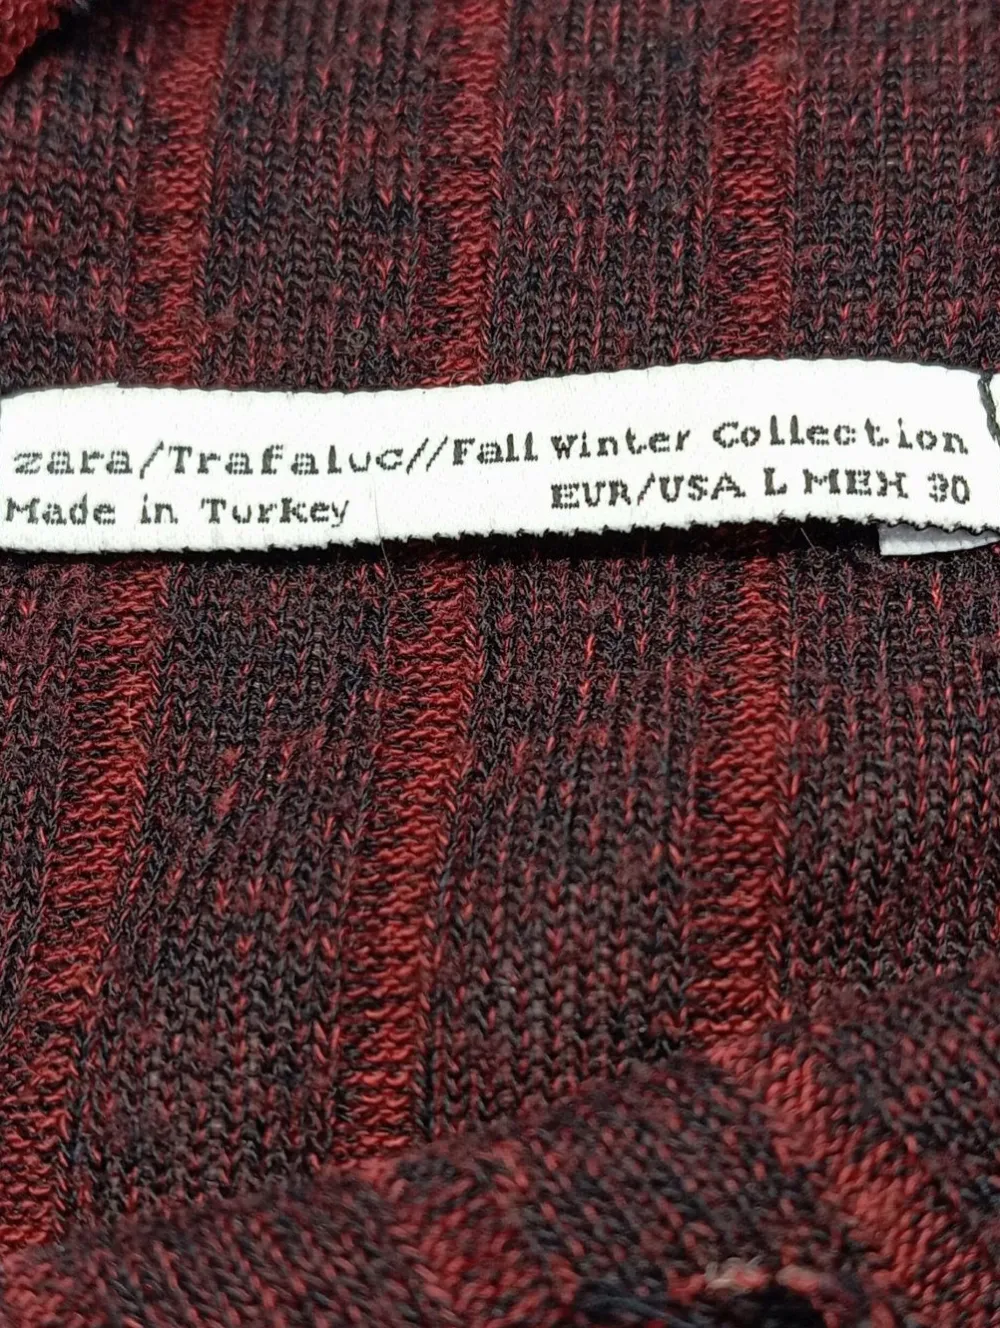 zara/Trafaluc//Fall Winter Collection
Made in Turkey EUR/USA L MEX 30